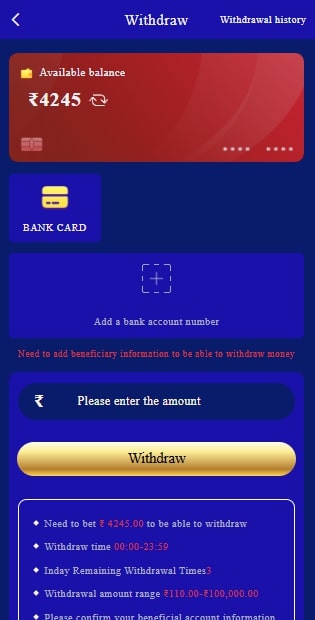 Withdraw
Withdrawal history
Available balance
₹4245
BANK CARD
Add a bank account number
Need to add beneficiary information to be able to withdraw money
₹ Please enter the amount
Withdraw
Need to bet ₹ 4245.00 to be able to withdraw
Withdraw time 00:00-23:59
Inday Remaining Withdrawal Times3
Withdrawal amount range ₹110.00-₹100,000.00
Please confirm your beneficial account information